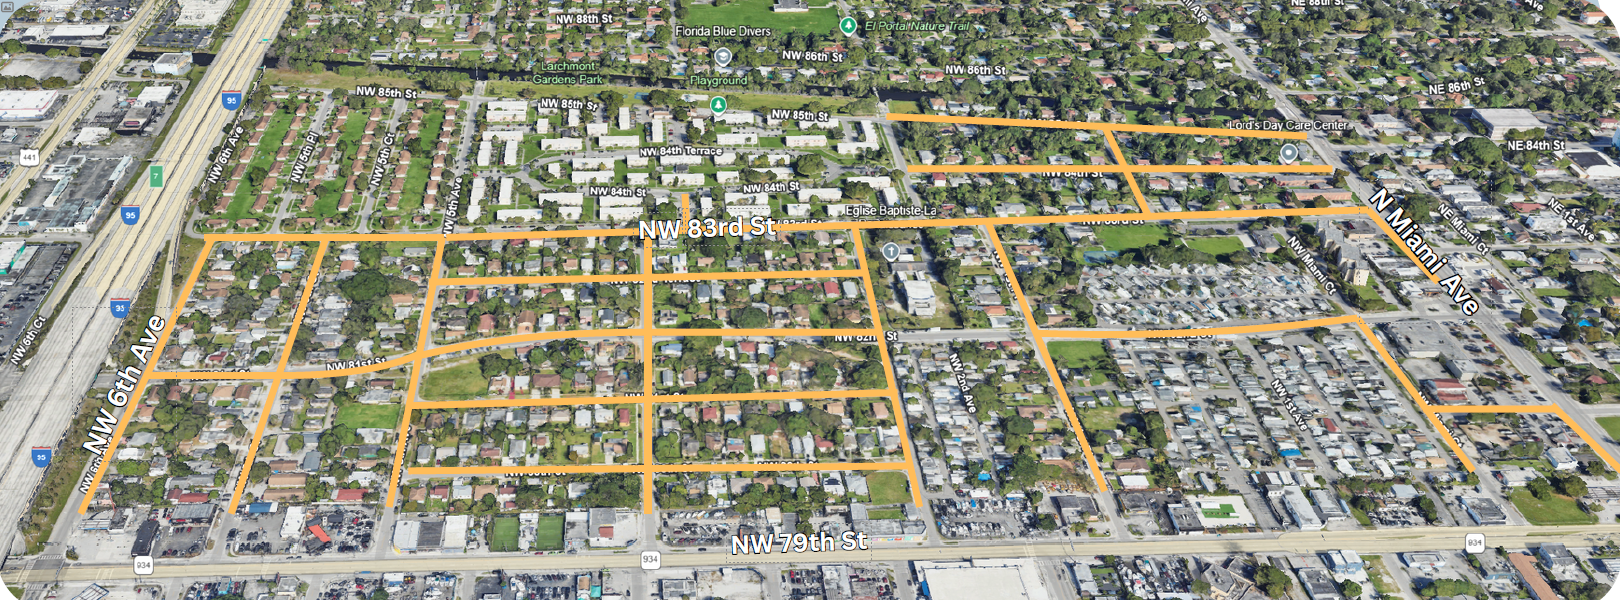 NW 88th St
El Portal Nature Trail
NE 88th St
Florida Blue Divers
NW 86th St
NW 86th St
Larchmont
Gardens Park
Playground
NE 86th St
NW 85th St
NW 85th St
NW 85th St
95
Lord's Day Care Center
441
NW 6th Ave
NW 5th Pl
NW 5th Ct
NW 84th Terrace
NE 84th St
7
NW 84th St
NW 84th St
NW 84th St
NW 5th Ave
95
Eglise Baptiste-La
NW 83rd St
NW 83rd St
N Miami Ave
NE Miami Ct
NE 1st Ave
NW Miami Ct
95
NW 6th Ct
NW 6th Ave
NW 82nd St
NW 81st St
NW 2nd Ave
NW 1st Ave
95
NW 79th St
934
934
934